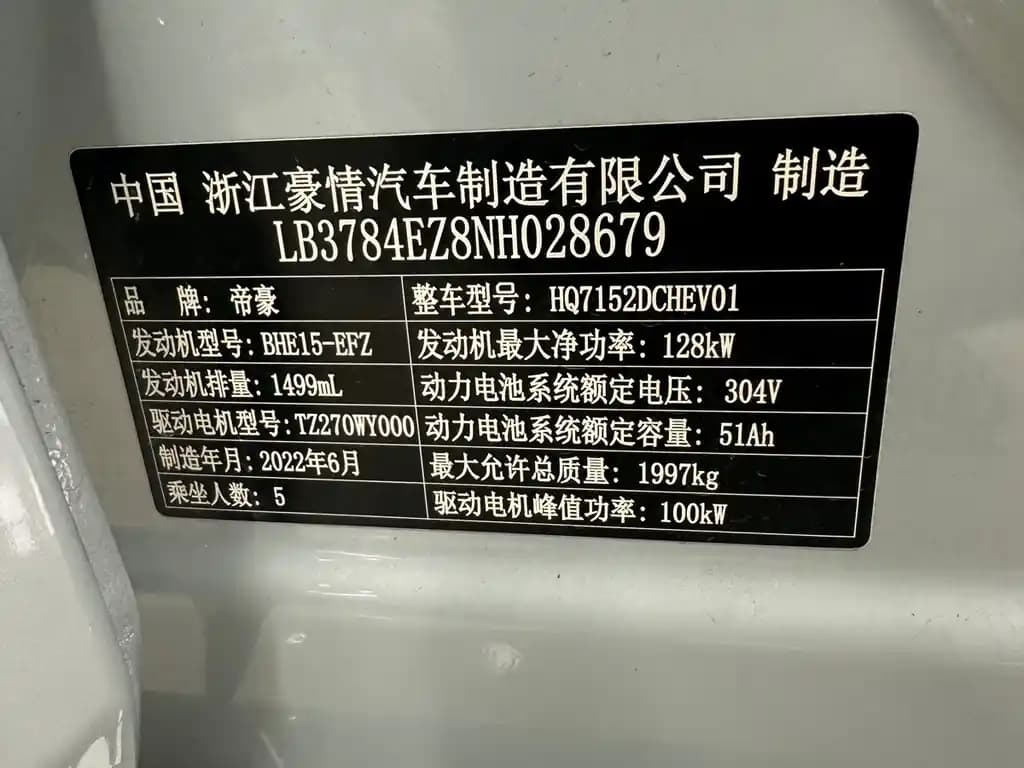 中国 浙江豪情汽车制造有限公司 制造
LB3784EZ8NH028679
品 牌: 帝豪 整车型号: HQ7152DCHEV01
发动机型号: BHE15-EFZ 发动机最大净功率: 128kW
发动机排量: 1499mL 动力电池系统额定电压: 304V
驱动电机型号: TZ270WY000 动力电池系统额定容量: 51Ah
制造年月: 2022年6月 最大允许总质量: 1997kg
乘坐人数: 5 驱动电机峰值功率: 100kW